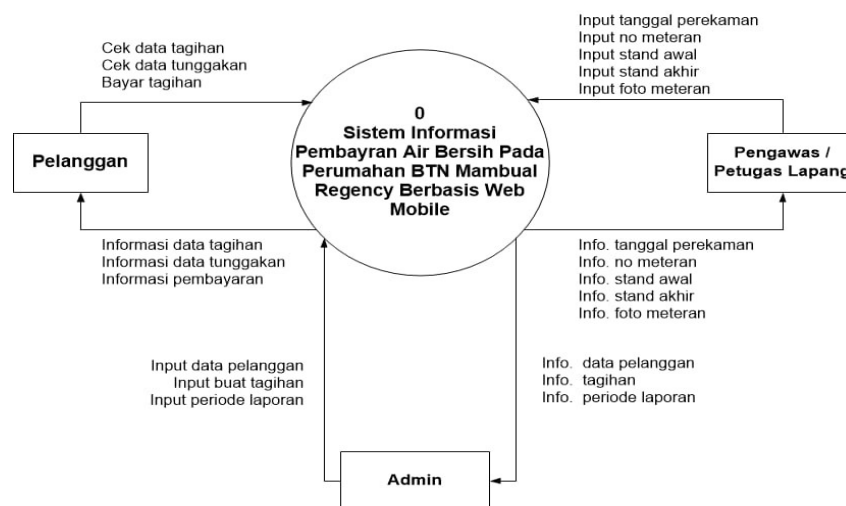 Cek data tagihan
Cek data tunggakan
Bayar tagihan
Input tanggal perekaman
Input no meteran
Input stand awal
Input stand akhir
Input foto meteran
0
Sistem Informasi
Pembayran Air Bersih Pada
Perumahan BTN Mambual
Regency Berbasis Web
Mobile
Pelanggan
Pengawas /
Petugas Lapang
Informasi data tagihan
Informasi data tunggakan
Informasi pembayaran
Info. tanggal perekaman
Info. no meteran
Info. stand awal
Info. stand akhir
Info. foto meteran
Input data pelanggan
Input buat tagihan
Input periode laporan
Info. data pelanggan
Info. tagihan
Info. periode laporan
Admin